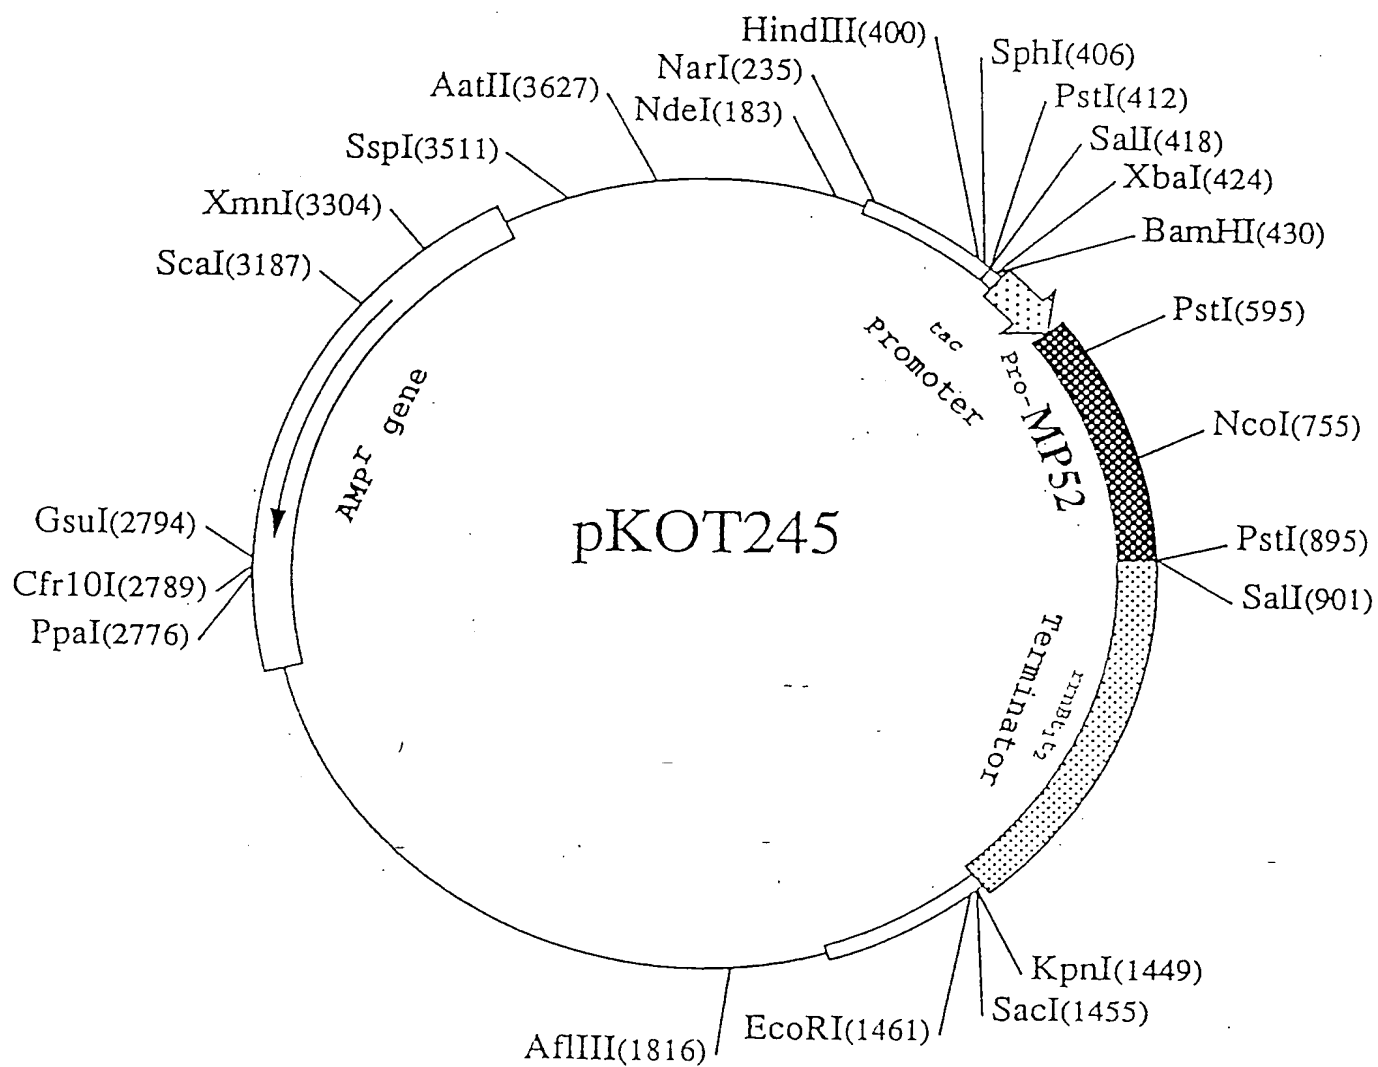 HindIII(400)
SphI(406)
NarI(235)
AatII(3627)
PstI(412)
NdeI(183)
SalI(418)
SspI(3511)
XbaI(424)
XmnI(3304)
BamHI(430)
ScaI(3187)
PstI(595)
tac
promoter
Pro-MP52
AMPr gene
NcoI(755)
pKOT245
GsuI(2794)
PstI(895)
Cfr10I(2789)
SalI(901)
PpaI(2776)
Terminator
rrnBt1t2
KpnI(1449)
SacI(1455)
EcoRI(1461)
AflIII(1816)